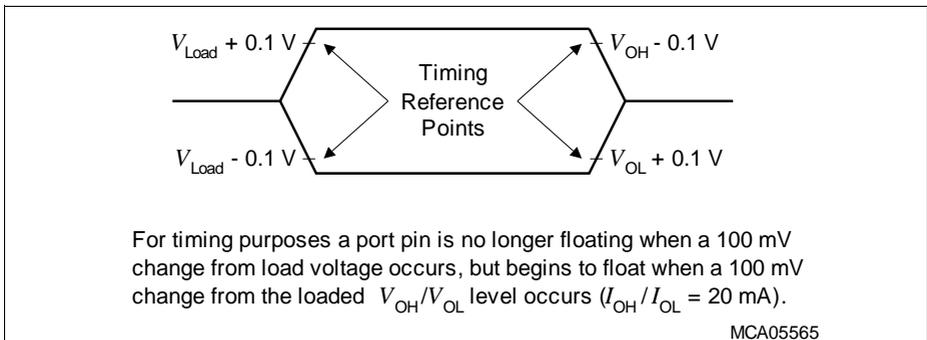 V_Load + 0.1 V
V_OH - 0.1 V
Timing
Reference
Points
V_Load - 0.1 V
V_OL + 0.1 V
For timing purposes a port pin is no longer floating when a 100 mV
change from load voltage occurs, but begins to float when a 100 mV
change from the loaded V_OH/V_OL level occurs (I_OH / I_OL = 20 mA).
MCA05565